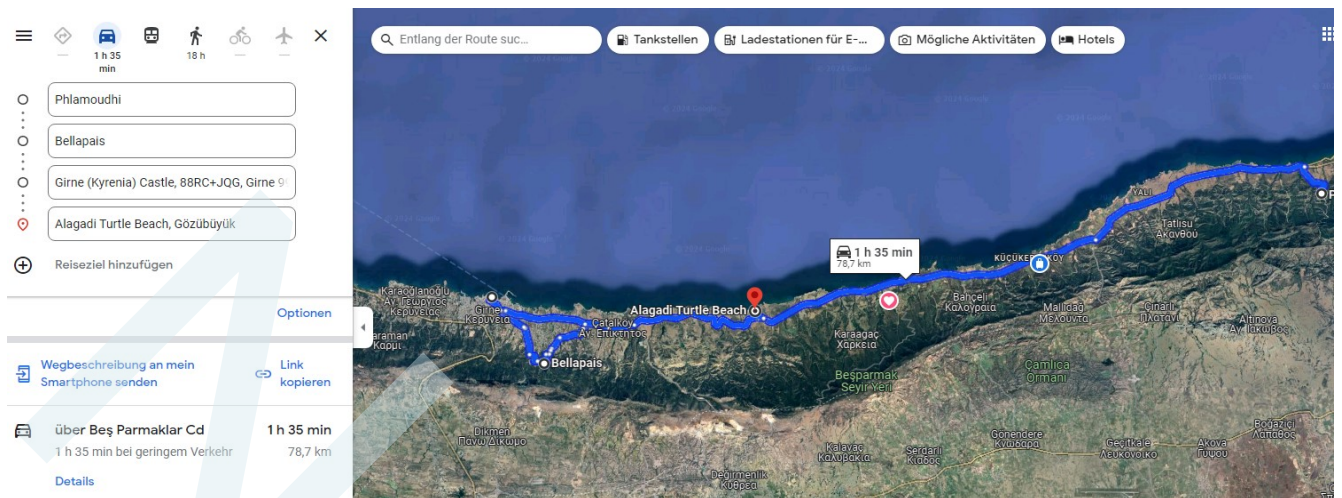 1 h 35
min
18 h
Phlamoudhi
Bellapais
Girne (Kyrenia) Castle, 88RC+JQG, Girne 9
Alagadi Turtle Beach, Gözübüyük
Reiseziel hinzufügen
Optionen
Wegbeschreibung an mein
Smartphone senden
Link
kopieren
über Beş Parmaklar Cd
1 h 35 min
1 h 35 min bei geringem Verkehr
78,7 km
Details
Entlang der Route suc...
Tankstellen
Ladestationen für E-...
Mögliche Aktivitäten
Hotels
YALI
Tatlısu
Ακανθού
P
1 h 35 min
78,7 km
Karaoğlanoğlu
Αγ. Γεώργιος
Κερύνειας
Girne
Κερύνεια
Alagadi Turtle Beach
Çatalköy
Αγ. Επίκτητος
Bahçeli
Καλογραία
Mallıdağ
Μελούντα
Çınarlı
Πλατάνι
Altınova
Αγ. Ιάκωβος
Καρμι
Bellapais
Karaağaç
Χάρκεια
Beşparmak
Seyir Yeri
Çamlıca
Ormanı
Dikmen
Πάνω Δίκωμο
Kalavaç
Καλυβάκια
Serdarlı
Κιάδος
Gönendere
Κνώδαρα
Geçitkale
Λευκόνοικο
Akova
Γύψου
Boğaziçi
Λάπαθος
Değirmenlik
Κυθρέα